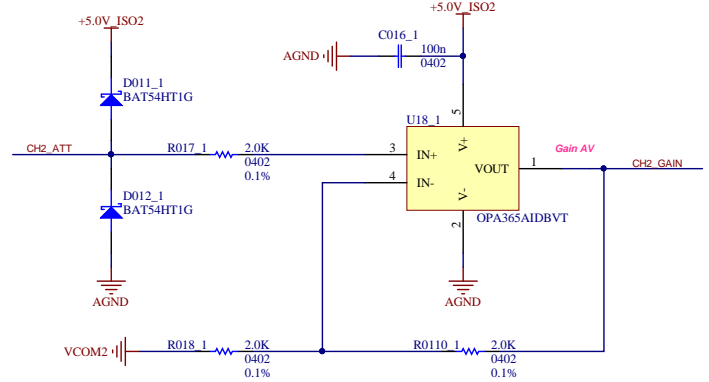 +5.0V_ISO2
+5.0V_ISO2
C016_1
AGND
100n
0402
D011_1
BAT54HT1G
U18_1
5
V+
CH2_ATT
R017_1
2.0K
0402
0.1%
3
IN+
4
IN-
VOUT
1
Gain AV
CH2_GAIN
D012_1
BAT54HT1G
V-
2
OPA365AIDBVT
AGND
AGND
VCOM2
R018_1
2.0K
0402
0.1%
R0110_1
2.0K
0402
0.1%